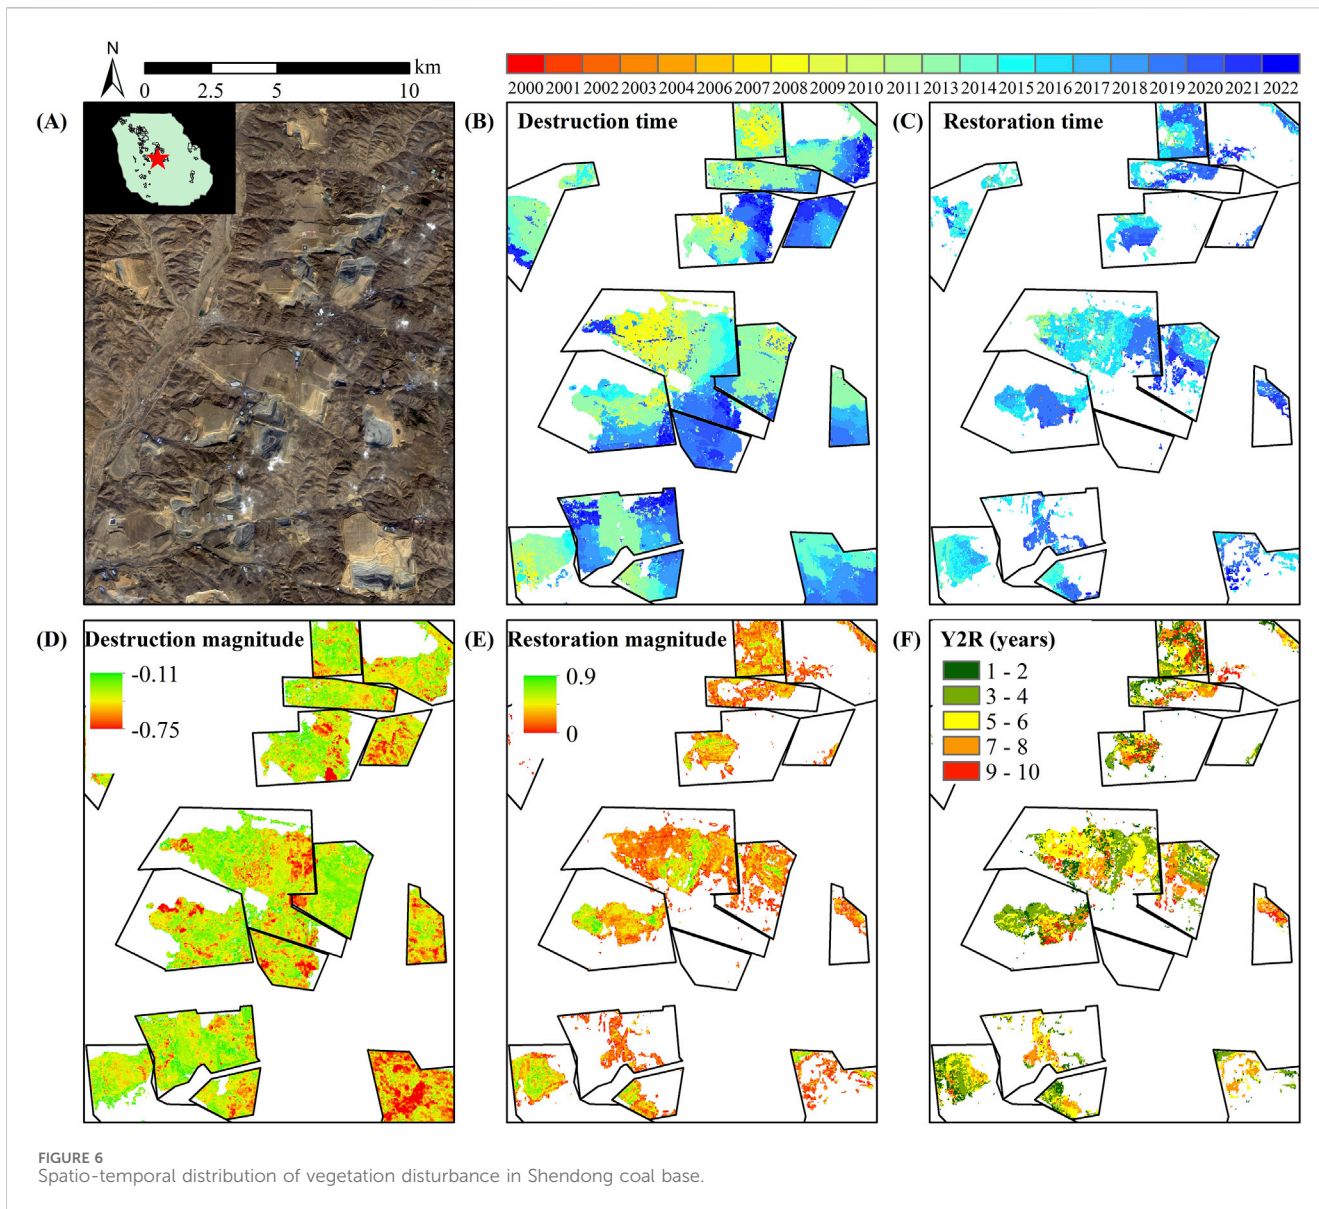 N
km
0 2.5 5 10
2000 2001 2002 2003 2004 2006 2007 2008 2009 2010 2011 2013 2014 2015 2016 2017 2018 2019 2020 2021 2022
(A)
(B) Destruction time
(C) Restoration time
(D) Destruction magnitude
-0.11
-0.75
(E) Restoration magnitude
0.9
0
(F) Y2R (years)
1 - 2
3 - 4
5 - 6
7 - 8
9 - 10
FIGURE 6
Spatio-temporal distribution of vegetation disturbance in Shendong coal base.